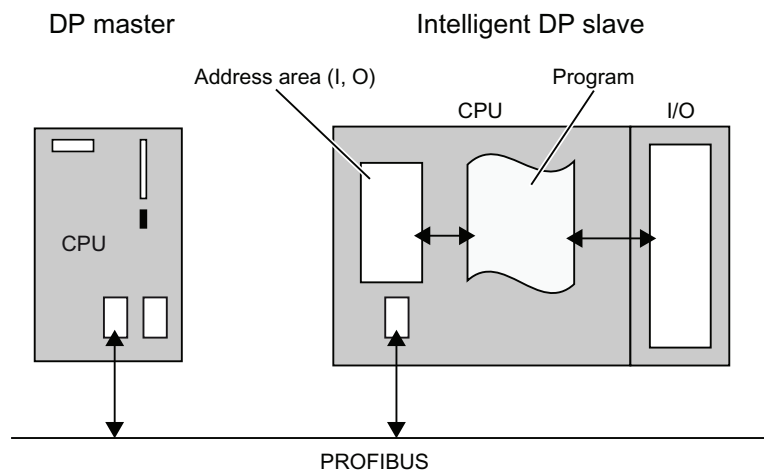 DP master
Intelligent DP slave
Address area (I, O)
Program
CPU
I/O
CPU
PROFIBUS